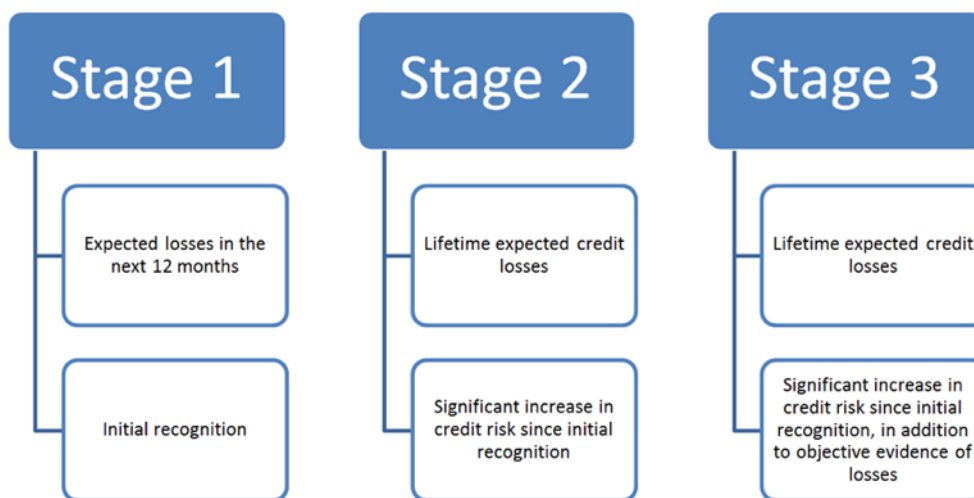 Stage 1
Expected losses in the
next 12 months
Initial recognition
Stage 2
Lifetime expected credit
losses
Significant increase in
credit risk since initial
recognition
Stage 3
Lifetime expected credit
losses
Significant increase in
credit risk since initial
recognition, in addition
to objective evidence of
losses